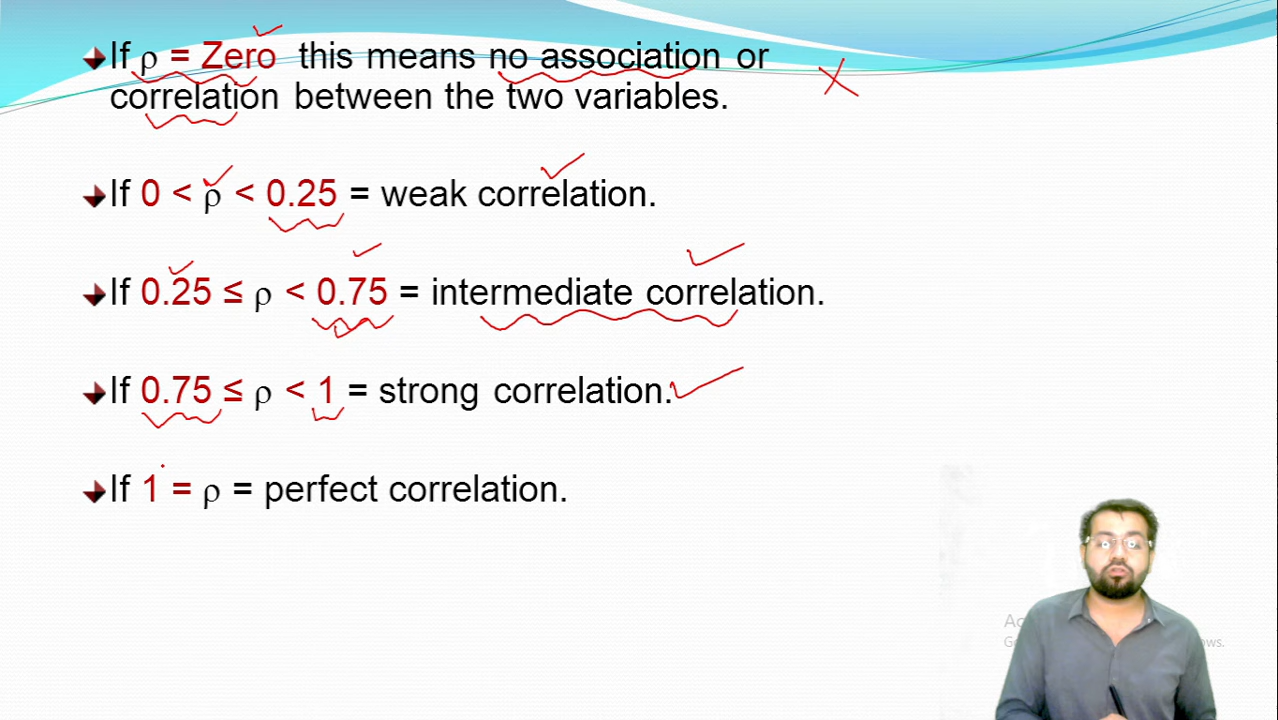 If ρ = Zero this means no association or
correlation between the two variables.
If 0 < ρ < 0.25 = weak correlation.
If 0.25 ≤ ρ < 0.75 = intermediate correlation.
If 0.75 ≤ ρ < 1 = strong correlation.
If 1 = ρ = perfect correlation.